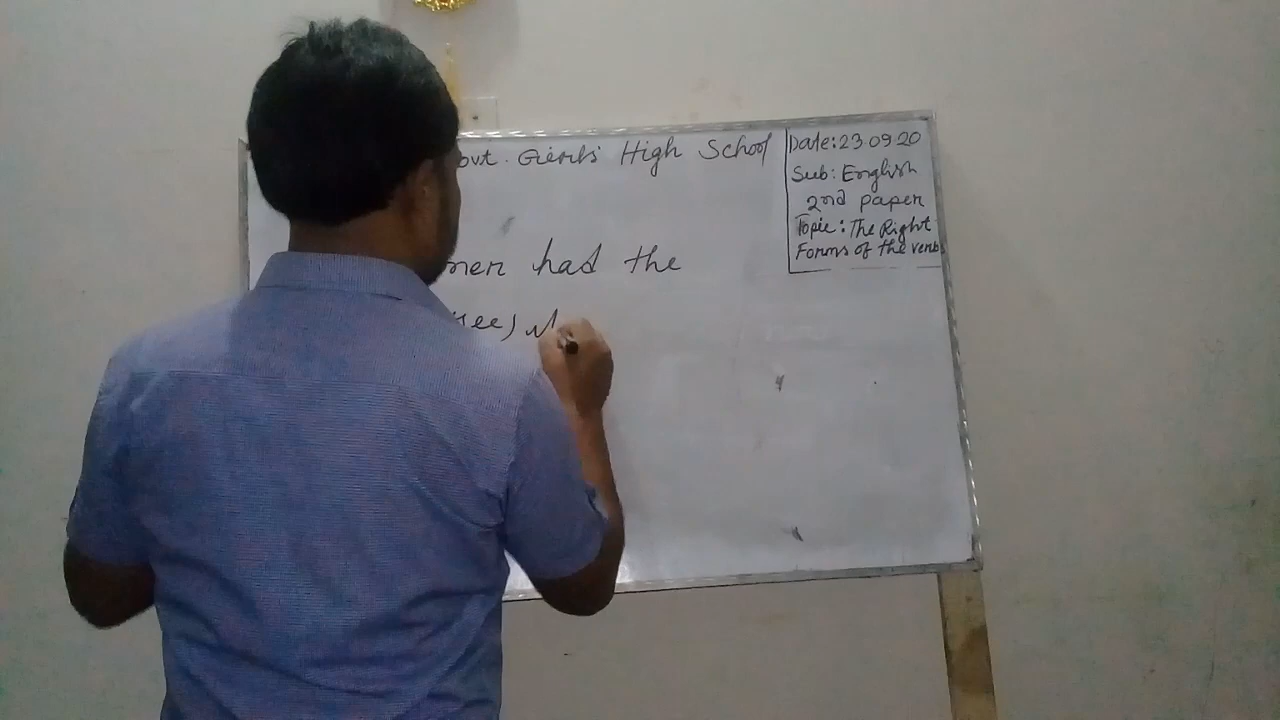 ovt. Girls' High School
Date: 23.09.20
Sub: English
2nd paper
Topic: The Right
Forms of the verbs
had the
see)